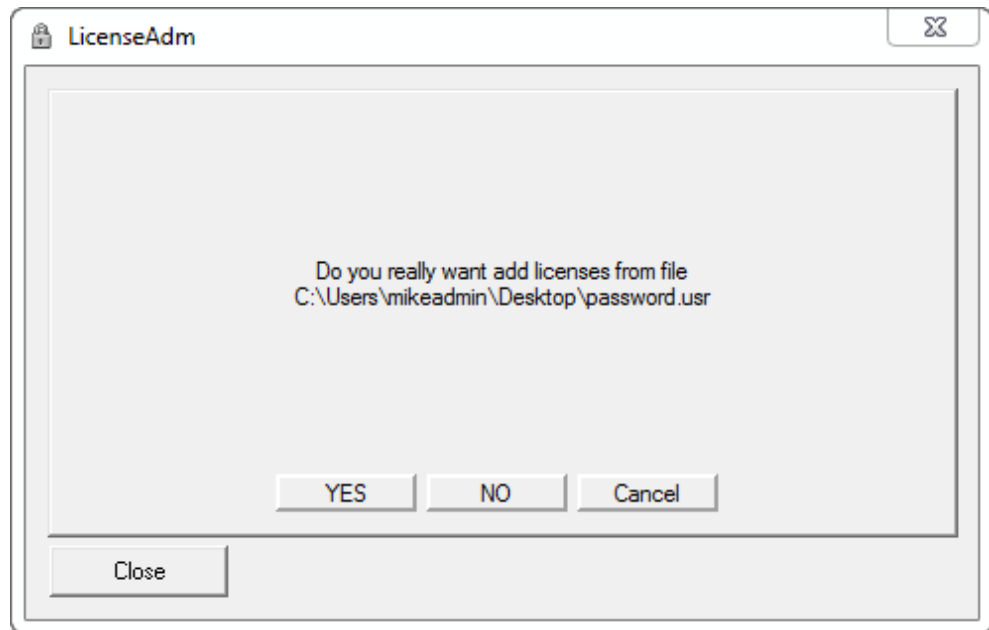 LicenseAdm
Do you really want add licenses from file
C:\Users\mikeadmin\Desktop\password.usr
YES NO Cancel
Close